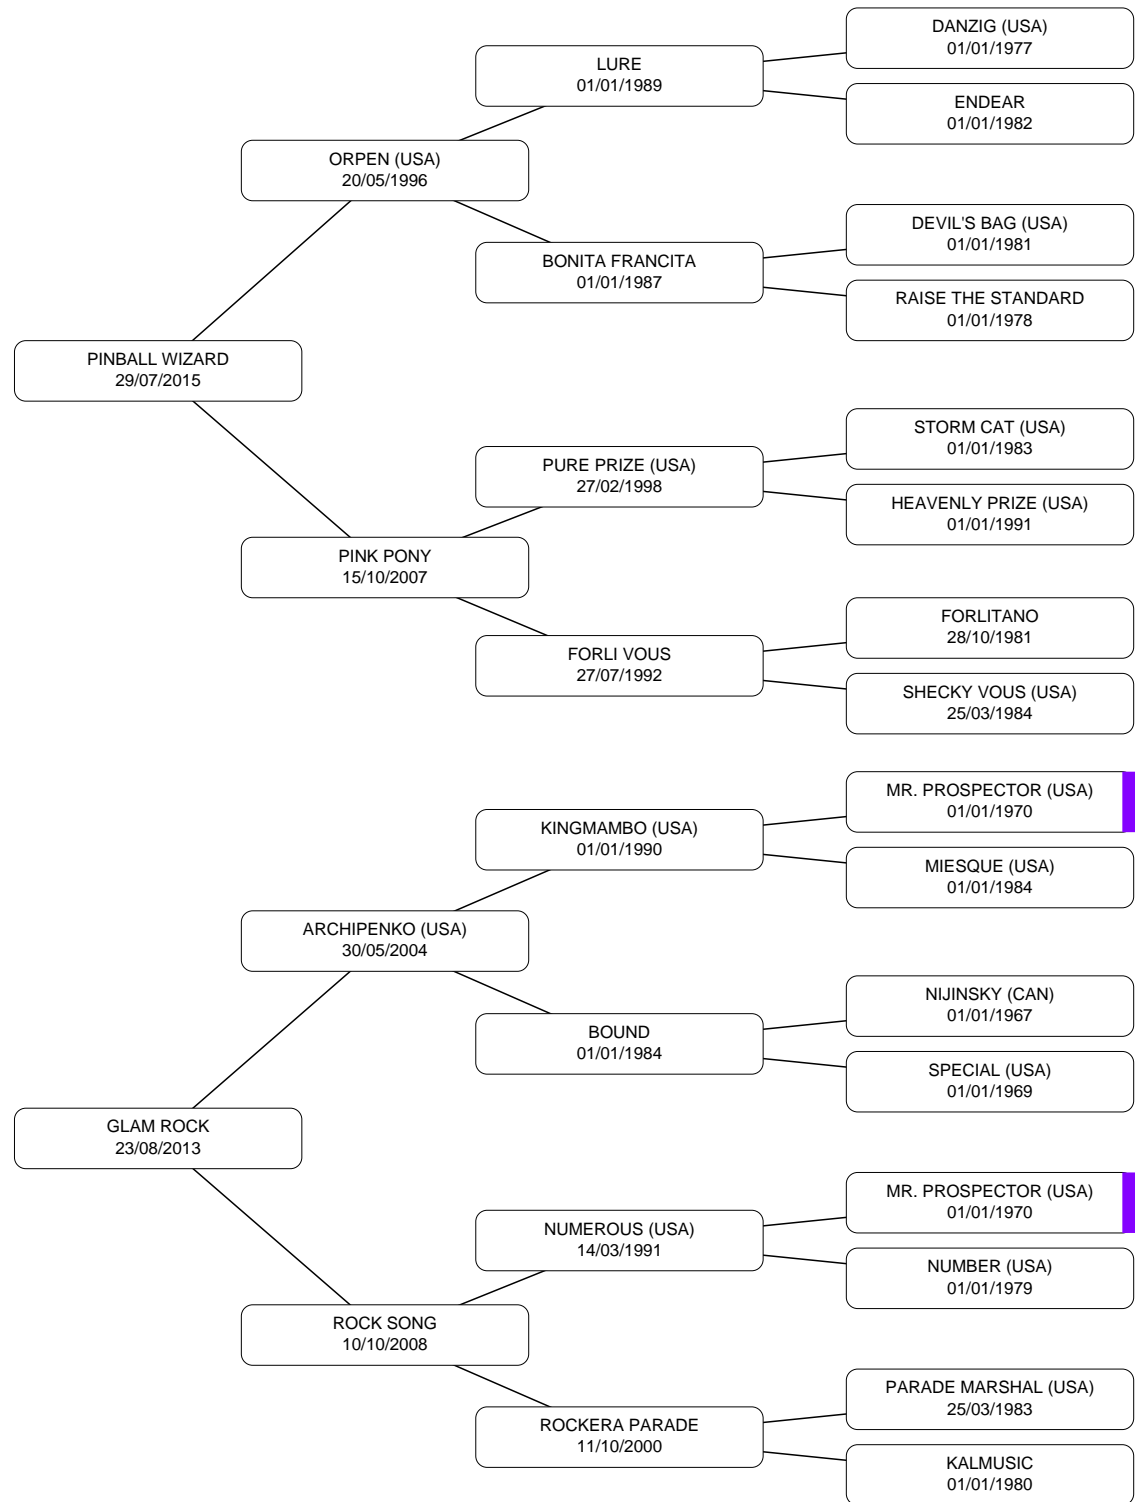 DANZIG (USA)
01/01/1977
LURE
01/01/1989
ENDEAR
01/01/1982
ORPEN (USA)
20/05/1996
DEVIL'S BAG (USA)
01/01/1981
BONITA FRANCITA
01/01/1987
RAISE THE STANDARD
01/01/1978
PINBALL WIZARD
29/07/2015
STORM CAT (USA)
01/01/1983
PURE PRIZE (USA)
27/02/1998
HEAVENLY PRIZE (USA)
01/01/1991
PINK PONY
15/10/2007
FORLITANO
28/10/1981
FORLI VOUS
27/07/1992
SHECKY VOUS (USA)
25/03/1984
MR. PROSPECTOR (USA)
01/01/1970
KINGMAMBO (USA)
01/01/1990
MIESQUE (USA)
01/01/1984
ARCHIPENKO (USA)
30/05/2004
NIJINSKY (CAN)
01/01/1967
BOUND
01/01/1984
SPECIAL (USA)
01/01/1969
GLAM ROCK
23/08/2013
MR. PROSPECTOR (USA)
01/01/1970
NUMEROUS (USA)
14/03/1991
NUMBER (USA)
01/01/1979
ROCK SONG
10/10/2008
PARADE MARSHAL (USA)
25/03/1983
ROCKERA PARADE
11/10/2000
KALMUSIC
01/01/1980